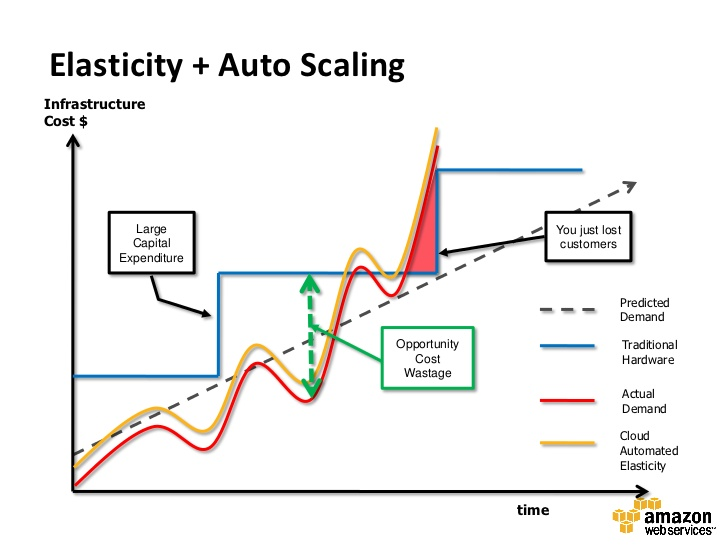 Elasticity + Auto Scaling
Infrastructure
Cost $
Large
Capital
Expenditure
You just lost
customers
Opportunity
Cost
Wastage
Predicted
Demand
Traditional
Hardware
Actual
Demand
Cloud
Automated
Elasticity
time
amazon
webservices™